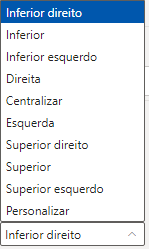 Inferior direito
Inferior
Inferior esquerdo
Direita
Centralizar
Esquerda
Superior direito
Superior
Superior esquerdo
Personalizar
Inferior direito